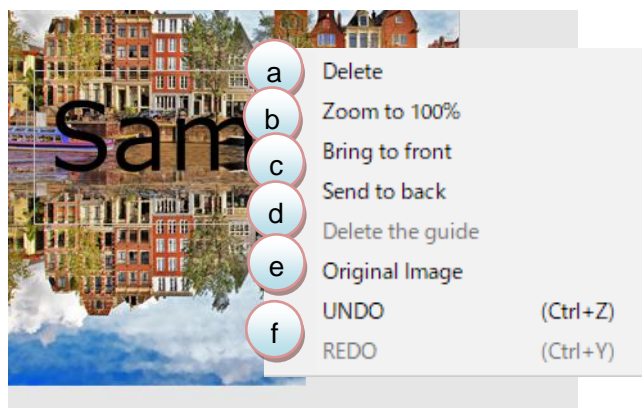 Sam
a Delete
b Zoom to 100%
c Bring to front
d Send to back
Delete the guide
e Original Image
UNDO (Ctrl+Z)
f REDO (Ctrl+Y)